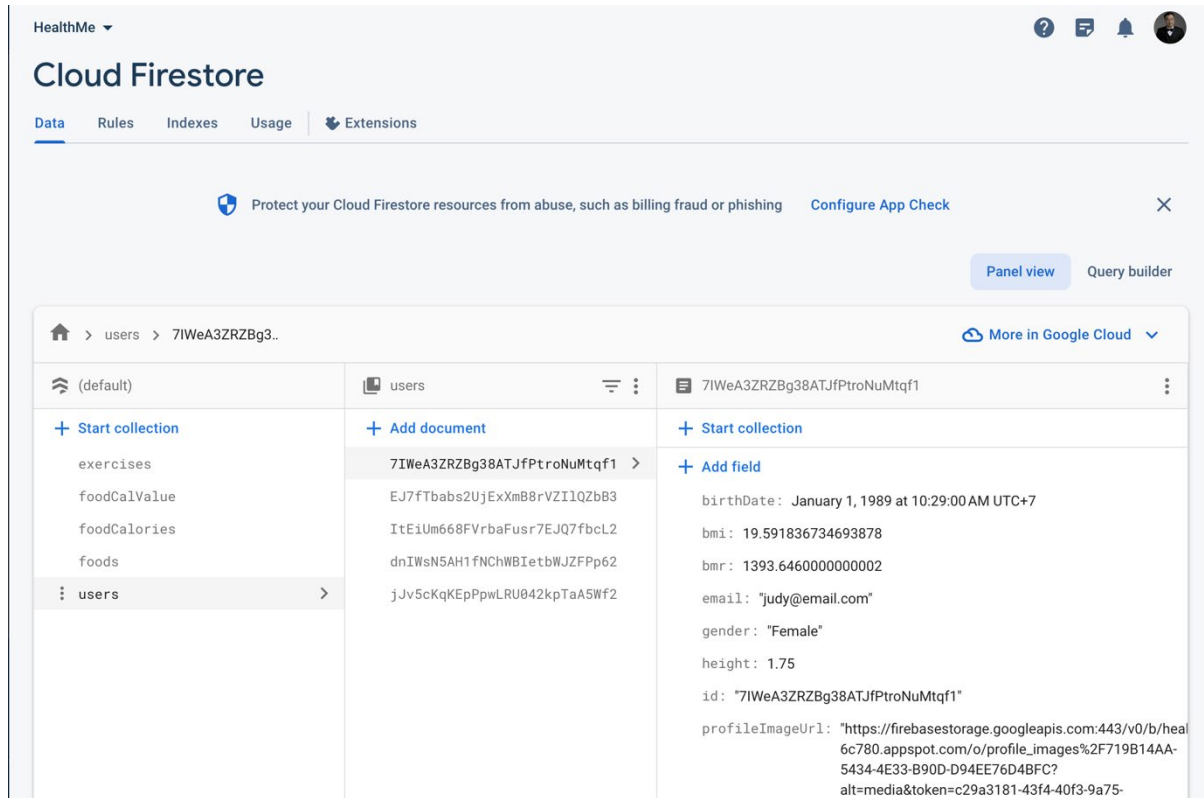 HealthMe
Cloud Firestore
Data Rules Indexes Usage Extensions
Protect your Cloud Firestore resources from abuse, such as billing fraud or phishing Configure App Check
Panel view Query builder
users 7IWeA3ZRZBg3..
More in Google Cloud
(default)
Start collection
exercises
foodCalValue
foodCalories
foods
users
users
Add document
7IWeA3ZRZBg38ATJfPtroNuMtqf1
EJ7fTbabs2UjExXmB8rVZIlQZbB3
ItEiUm668FVrbaFusr7EJQ7fbcL2
dnIWsN5AH1fNChWBIetbWJZFPp62
jJv5cKqKEpPpwLRU042kpTaA5Wf2
7IWeA3ZRZBg38ATJfPtroNuMtqf1
Start collection
Add field
birthDate: January 1, 1989 at 10:29:00 AM UTC+7
bmi: 19.591836734693878
bmr: 1393.6460000000002
email: "judy@email.com"
gender: "Female"
height: 1.75
id: "7IWeA3ZRZBg38ATJfPtroNuMtqf1"
profileImageUrl: "https://firebasestorage.googleapis.com:443/v0/b/heal
6c780.appspot.com/o/profile_images%2F719B14AA-
5434-4E33-B90D-D94EE76D4BFC?
alt=media&token=c29a3181-43f4-40f3-9a75-